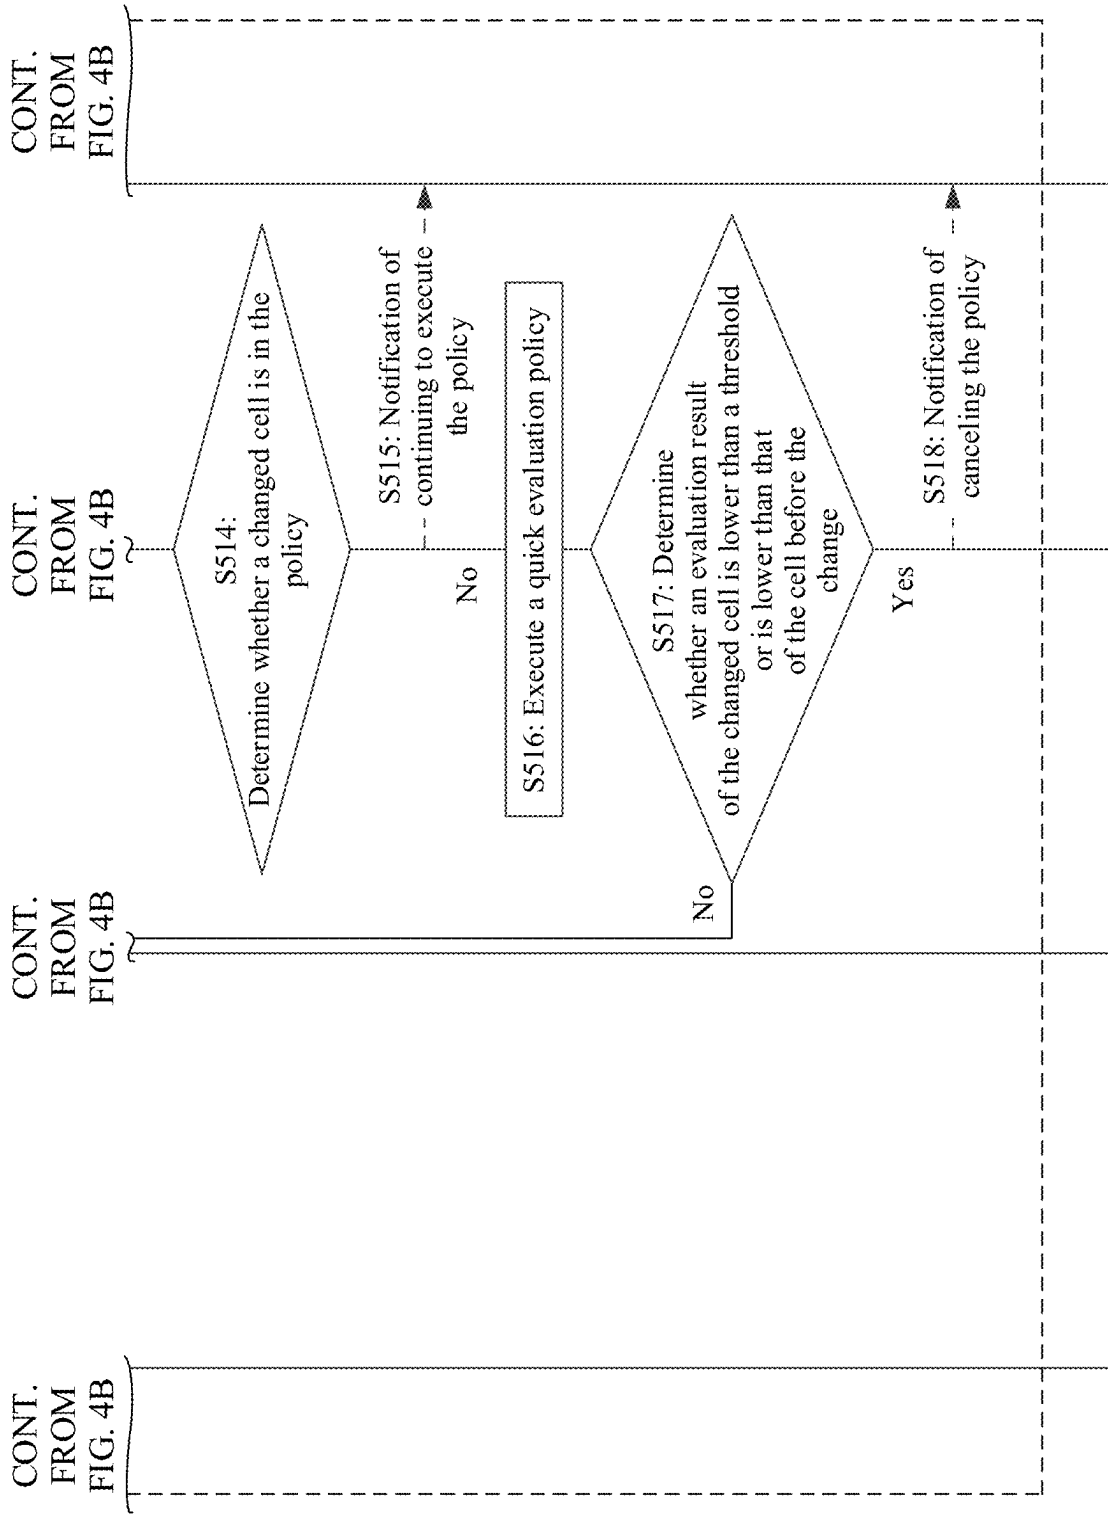 CONT.
FROM
FIG. 4B
CONT.
FROM
FIG. 4B
CONT.
FROM
FIG. 4B
CONT.
FROM
FIG. 4B
S514:
Determine whether a changed cell is in the
policy
S515: Notification of
continuing to execute
the policy
No
S516: Execute a quick evaluation policy
S517: Determine
whether an evaluation result
of the changed cell is lower than a threshold
or is lower than that
of the cell before the
change
No
Yes
S518: Notification of
canceling the policy